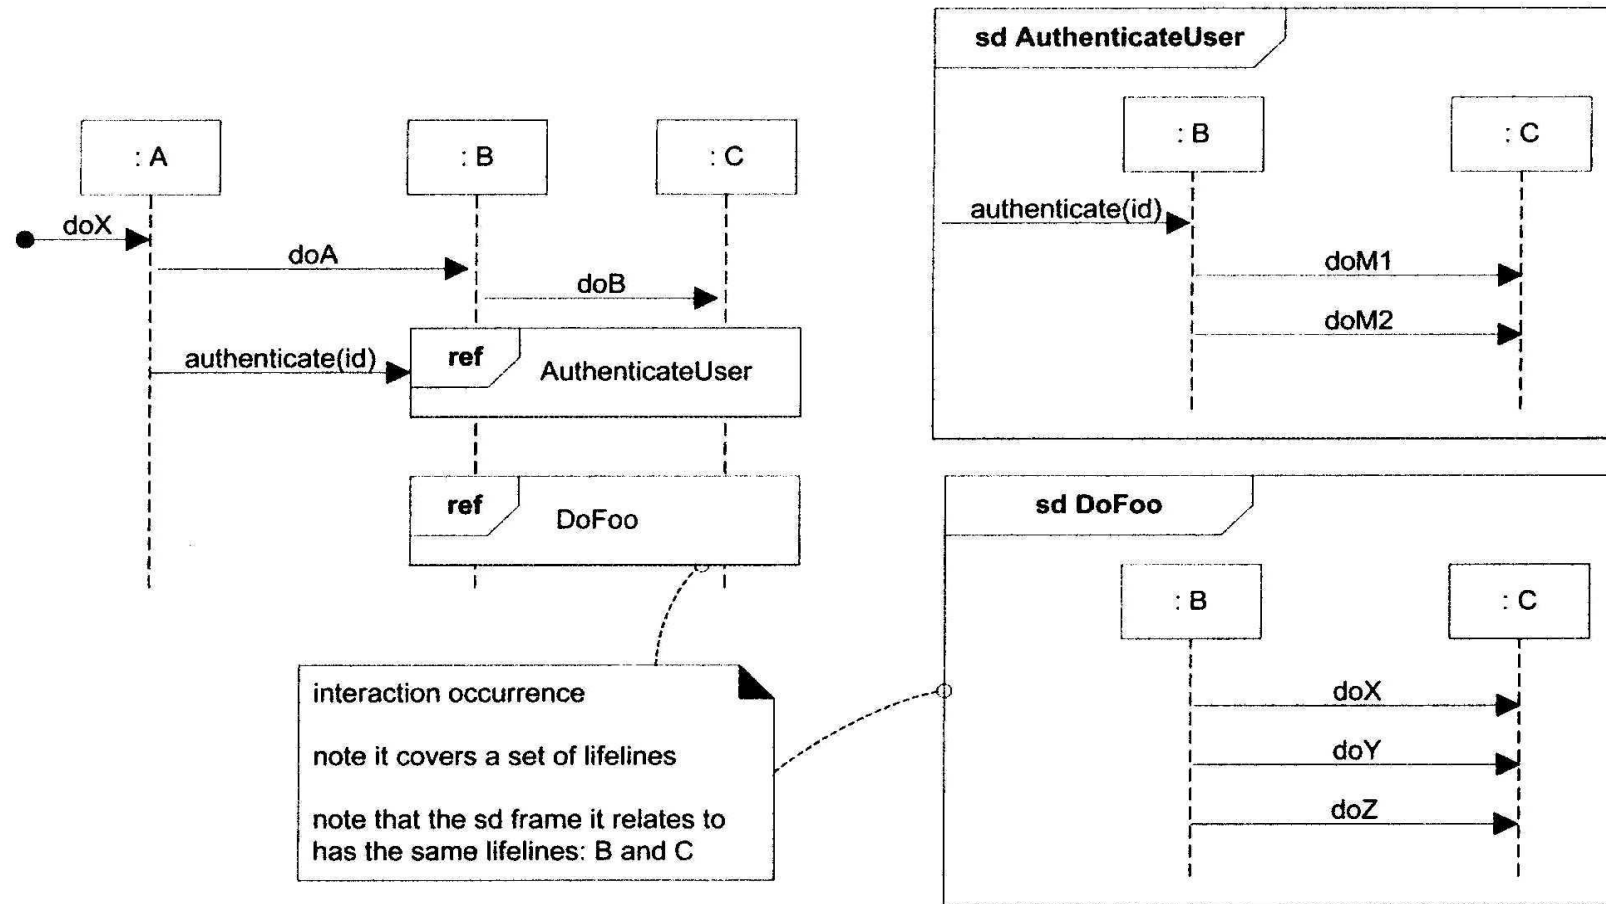 : A
: B
: C
doX
doA
doB
authenticate(id)
ref
AuthenticateUser
ref
DoFoo
interaction occurrence
note it covers a set of lifelines
note that the sd frame it relates to
has the same lifelines: B and C
sd AuthenticateUser
: B
: C
authenticate(id)
doM1
doM2
sd DoFoo
: B
: C
doX
doY
doZ